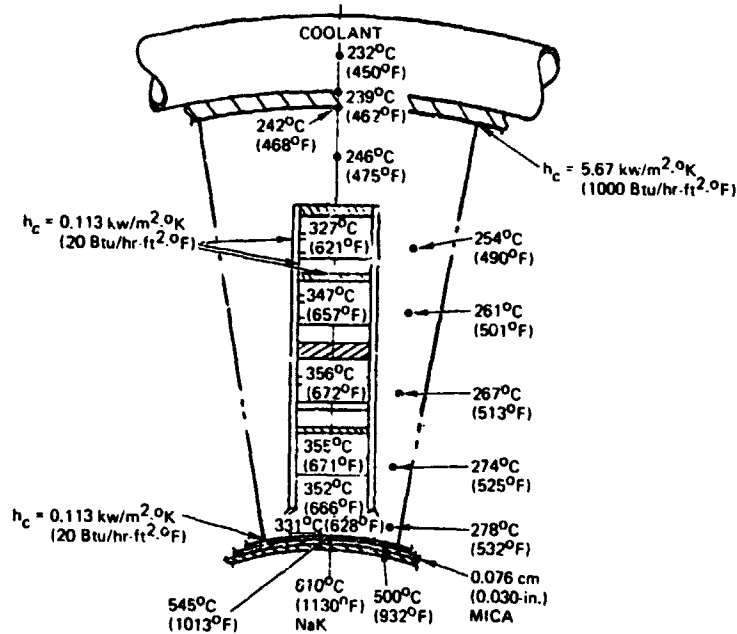 COOLANT
232°C
(450°F)
239°C
(462°F)
242°C
(468°F)
246°C
(475°F)
h_c = 5.67 kw/m²·°K
(1000 Btu/hr-ft²·°F)
h_c = 0.113 kw/m²·°K
(20 Btu/hr-ft²·°F)
327°C
(621°F)
254°C
(490°F)
347°C
(657°F)
261°C
(501°F)
356°C
(672°F)
267°C
(513°F)
355°C
(671°F)
274°C
(525°F)
352°C
(666°F)
h_c = 0.113 kw/m²·°K
(20 Btu/hr-ft²·°F)
331°C (628°F)
278°C
(532°F)
545°C
(1013°F)
610°C
(1130°F)
NaK
500°C
(932°F)
0.076 cm
(0.030-in.)
MICA